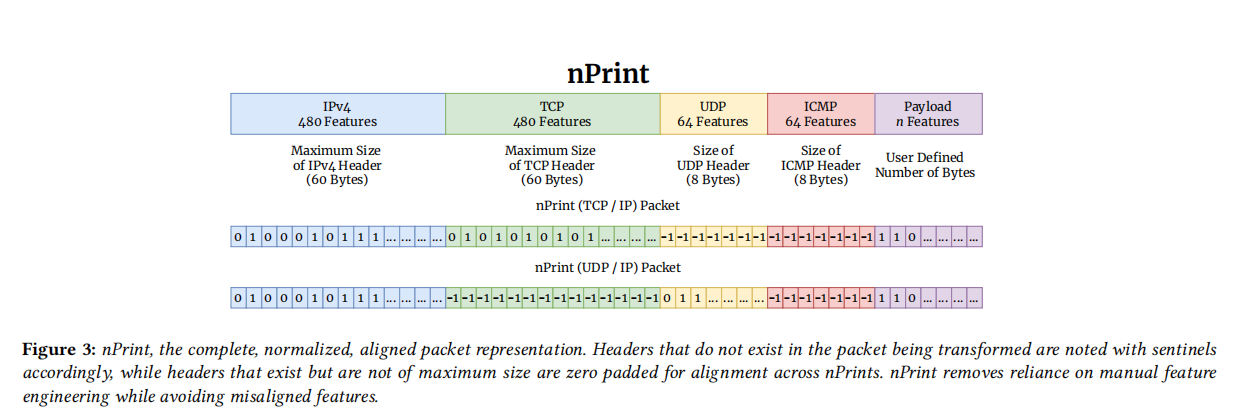 nPrint
IPv4 TCP UDP ICMP Payload
480 Features 480 Features 64 Features 64 Features n Features
Maximum Size of IPv4 Header (60 Bytes)
Maximum Size of TCP Header (60 Bytes)
Size of UDP Header (8 Bytes)
Size of ICMP Header (8 Bytes)
User Defined Number of Bytes
nPrint (TCP / IP) Packet
0 1 0 0 0 1 0 1 1 1 ... ... ... ... 0 1 0 1 0 1 0 1 0 1 ... ... ... ... -1 -1 -1 -1 -1 -1 -1 -1 -1 -1 -1 -1 -1 -1 1 1 0 ... ... ... ...
nPrint (UDP / IP) Packet
0 1 0 0 0 1 0 1 1 1 ... ... ... ... -1 -1 -1 -1 -1 -1 -1 -1 -1 -1 -1 -1 -1 -1 0 1 1 ... ... ... ... -1 -1 -1 -1 -1 -1 -1 1 1 0 ... ... ... ...
Figure 3: nPrint, the complete, normalized, aligned packet representation. Headers that do not exist in the packet being transformed are noted with sentinels
accordingly, while headers that exist but are not of maximum size are zero padded for alignment across nPrints. nPrint removes reliance on manual feature
engineering while avoiding misaligned features.